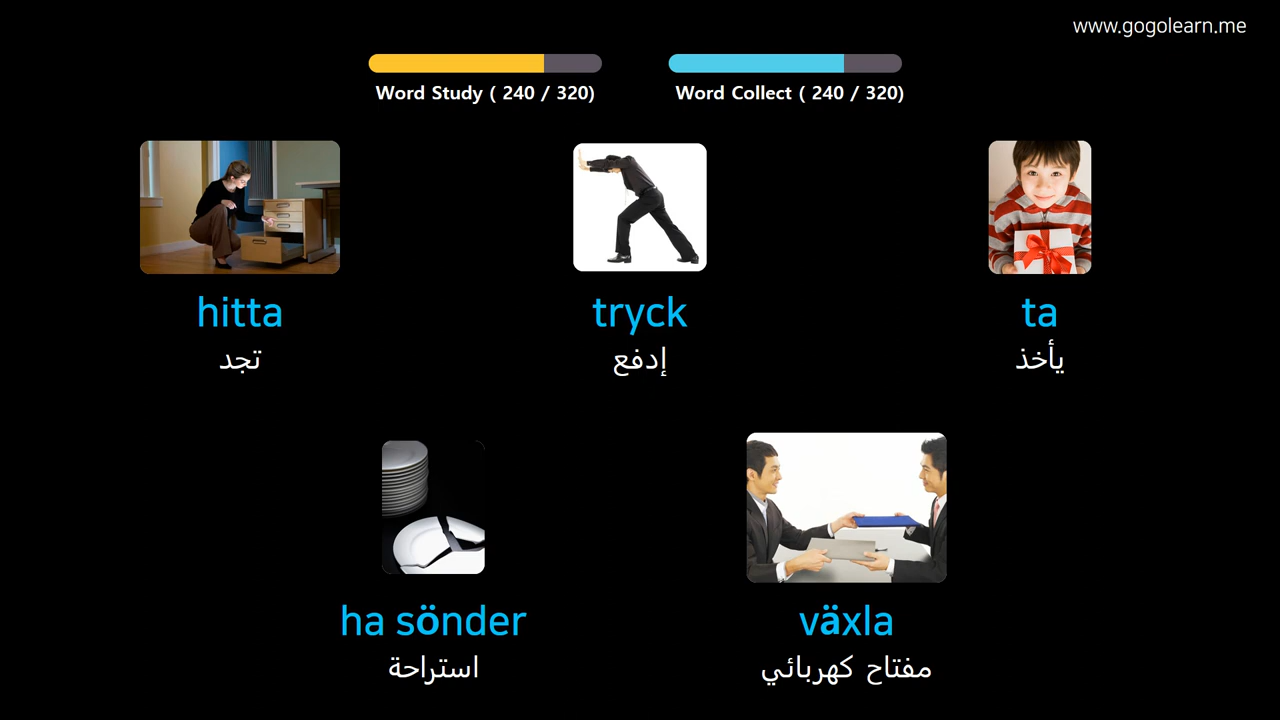 www.gogolearn.me
Word Study ( 240 / 320)
Word Collect ( 240 / 320)
hitta
تجد
tryck
إدفع
ta
يأخذ
ha sönder
استراحة
växla
مفتاح كهربائي